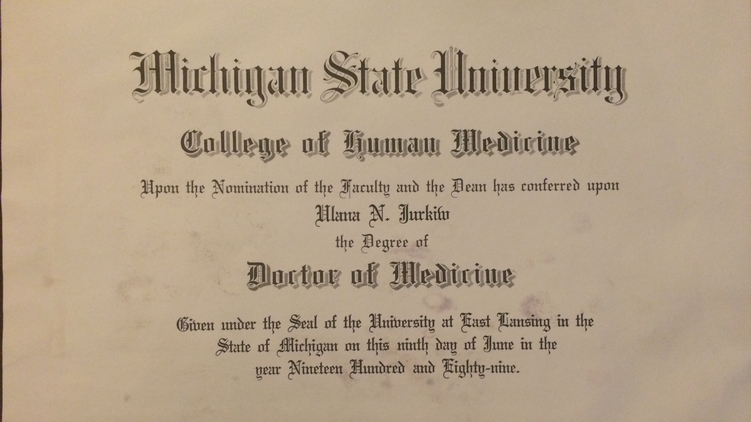 Michigan State University
College of Human Medicine
Upon the Nomination of the Faculty and the Dean has conferred upon
Ulana N. Jurkiw
the Degree of
Doctor of Medicine
Given under the Seal of the University at East Lansing in the
State of Michigan on this ninth day of June in the
year Nineteen Hundred and Eighty-nine.